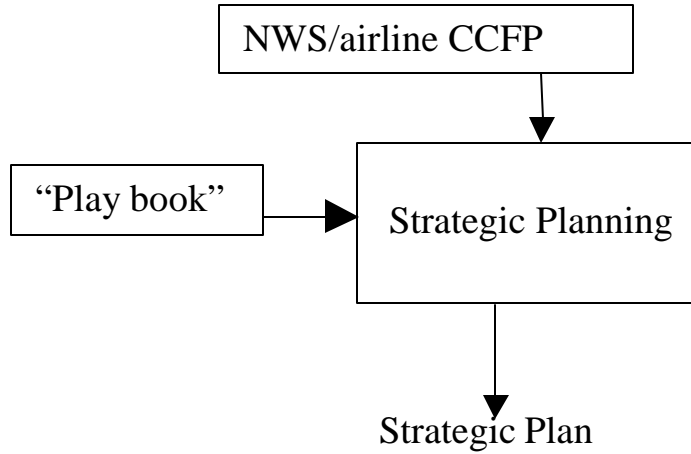 NWS/airline CCFP
“Play book”
Strategic Planning
Strategic Plan